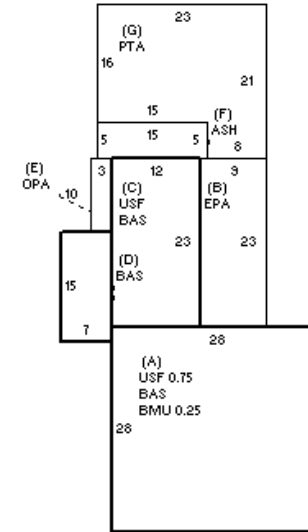 23
(G)
PTA
16
21
15
(F)
ASH
5
15
5
8
(E)
OPA
10
3
12
9
(C)
USF
BAS
(B)
EPA
23
23
(D)
BAS
15
7
28
(A)
USF 0.75
BAS
BMU 0.25
28